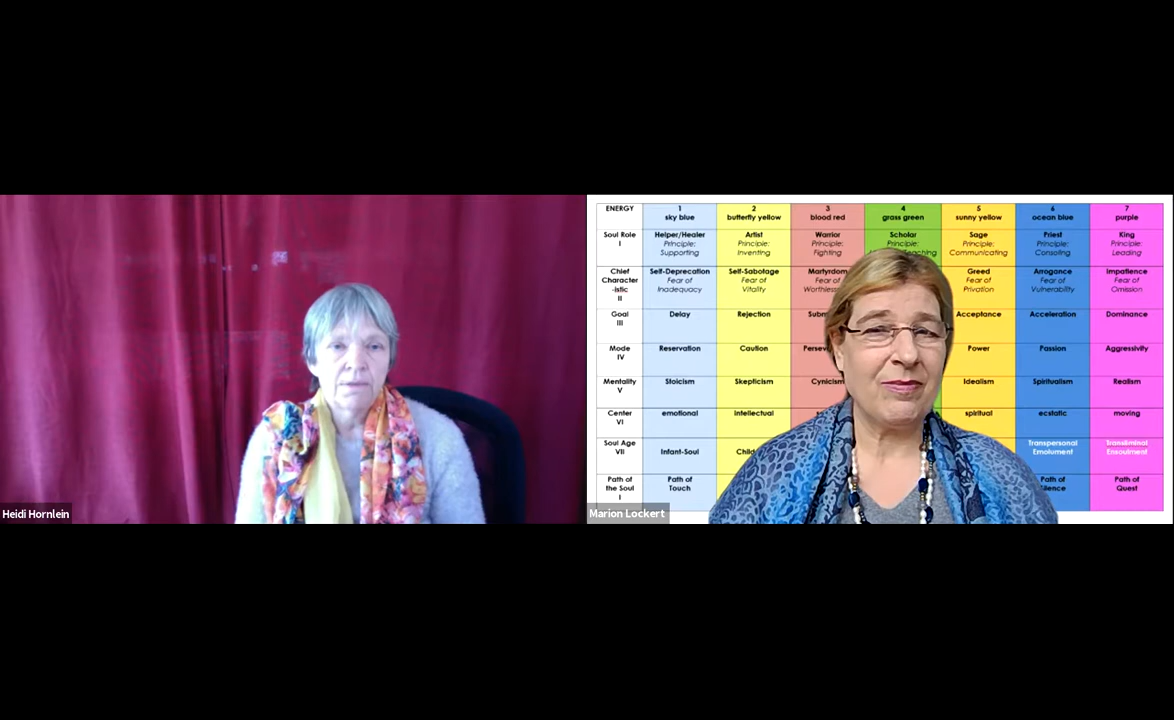 ENERGY 1 2 3 4 5 6 7
sky blue butterfly yellow blood red grass green sunny yellow ocean blue purple
Soul Role Helper/Healer Artist Warrior Scholar Sage Priest King
I Principle: Principle: Principle: Principle: Principle: Principle: Principle:
Supporting Inventing Fighting Communicating Consoling Leading
Chief Self-Deprecation Self-Sabotage Martyrdom Greed Arrogance Impatience
Character Fear of Fear of Fear of Fear of Fear of Fear of
-istic Inadequacy Vitality Privation Vulnerability Omission
II
Goal Delay Rejection Acceptance Acceleration Dominance
III
Mode Reservation Caution Power Passion Aggressivity
IV
Mentality Stoicism Skepticism Cynicism Idealism Spiritualism Realism
V
Center emotional intellectual spiritual ecstatic moving
VI
Soul Age Transpersonal Transliminal
VII Infant-Soul Emolument Ensoulment
Path of Path of Path of Path of
the Soul Touch Quest
I
Heidi Hornlein Marion Lockert